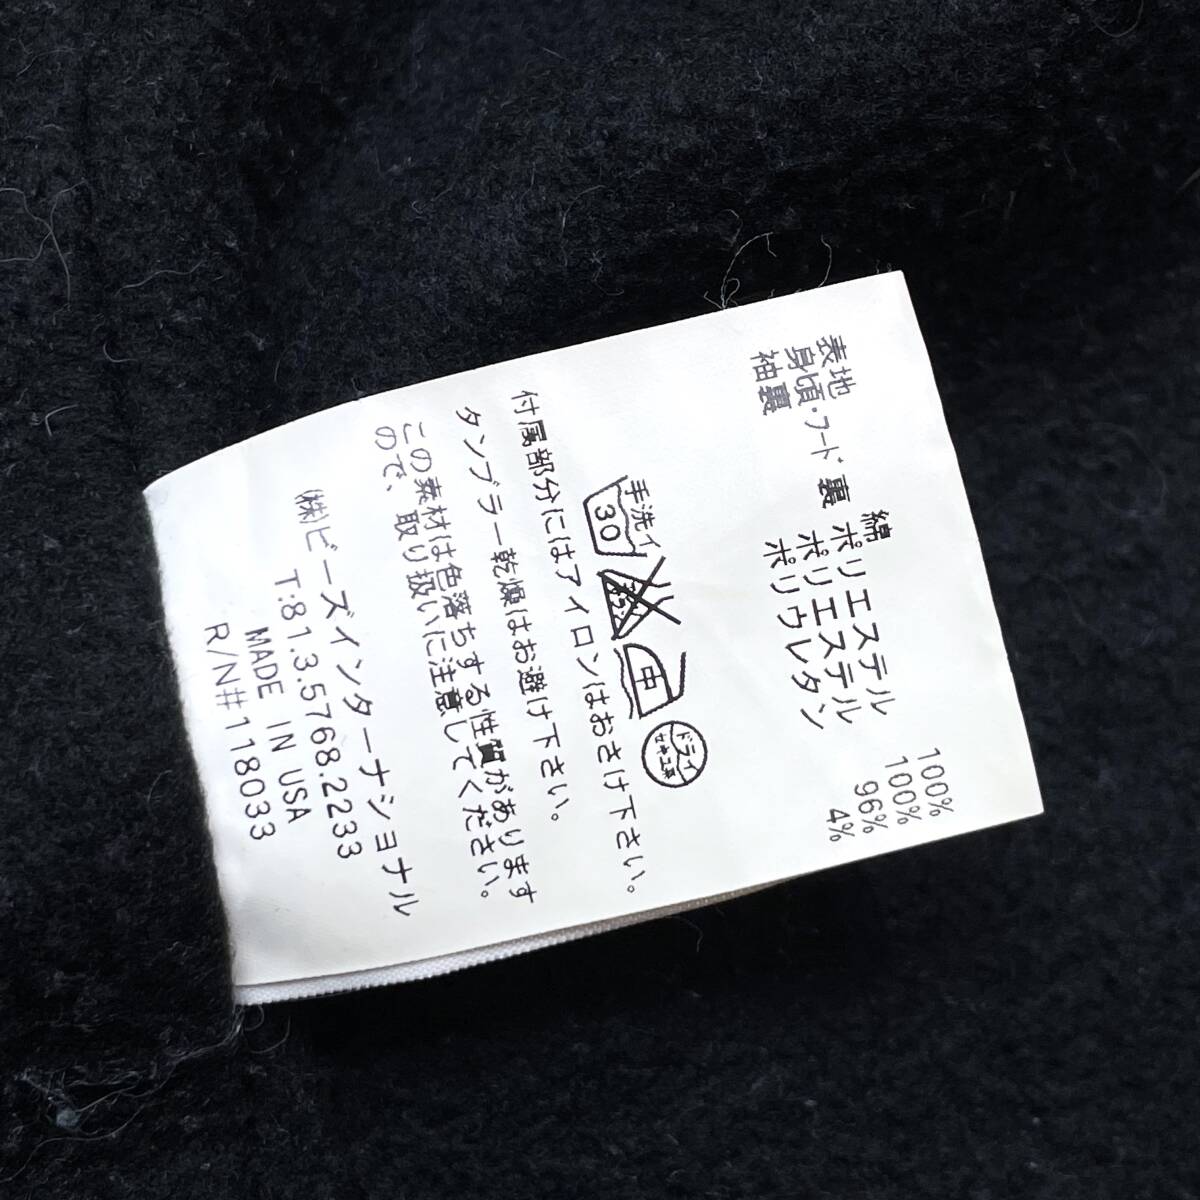 表地 綿 100%
身頃・フード裏 ポリエステル 100%
袖裏 ポリエステル 96%
ポリウレタン 4%
手洗イ
30
中
ドライ
付属部分にはアイロンはおさけ下さい。
タンブラー乾燥はお避け下さい。
この素材は色落ちする性質があります
ので、取り扱いに注意してください。
㈱ビーズインターナショナル
T:81.3.5768.2233
MADE IN USA
R/N#118033